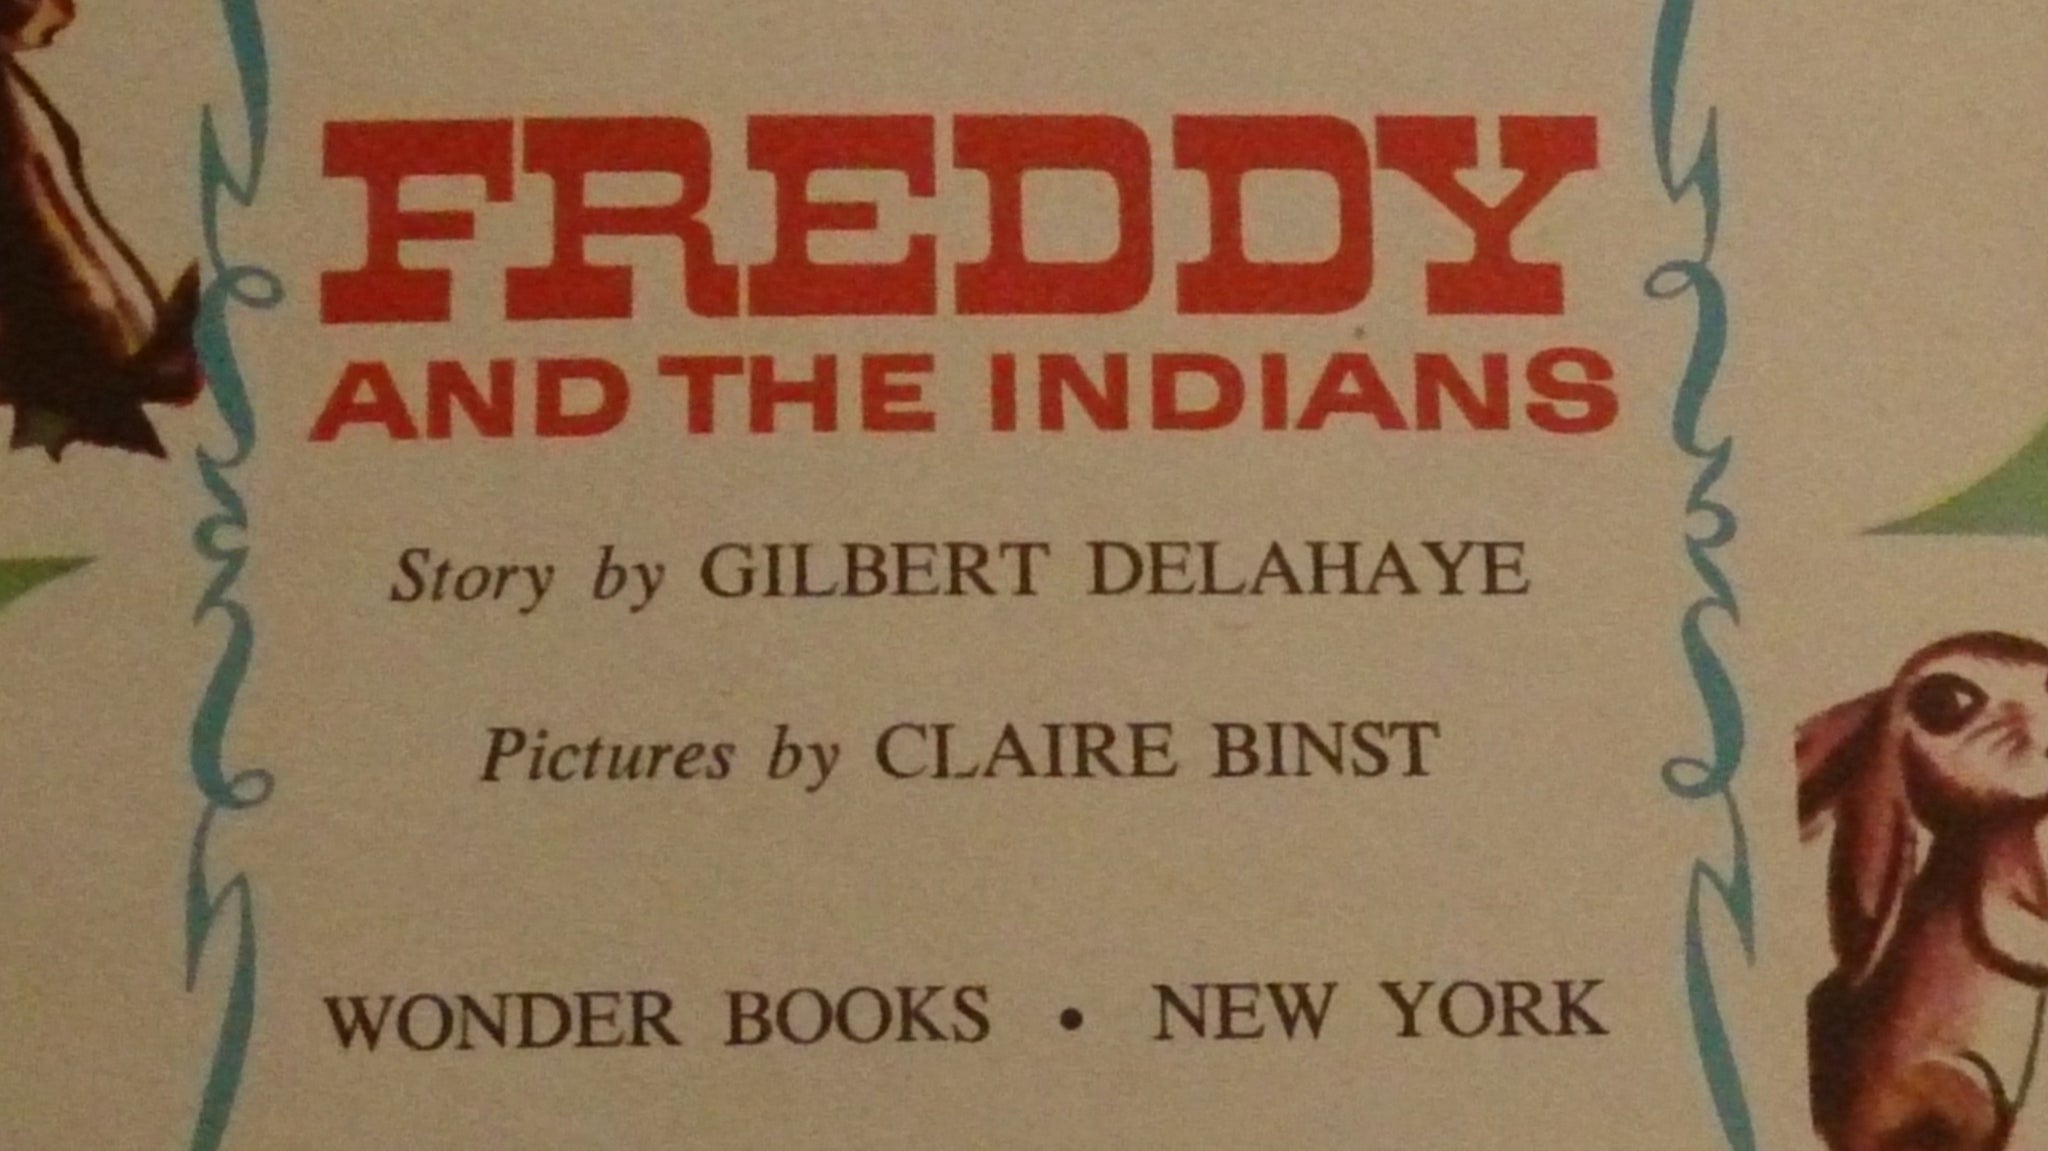 FREDDY
AND THE INDIANS
Story by GILBERT DELAHAYE
Pictures by CLAIRE BINST
WONDER BOOKS • NEW YORK